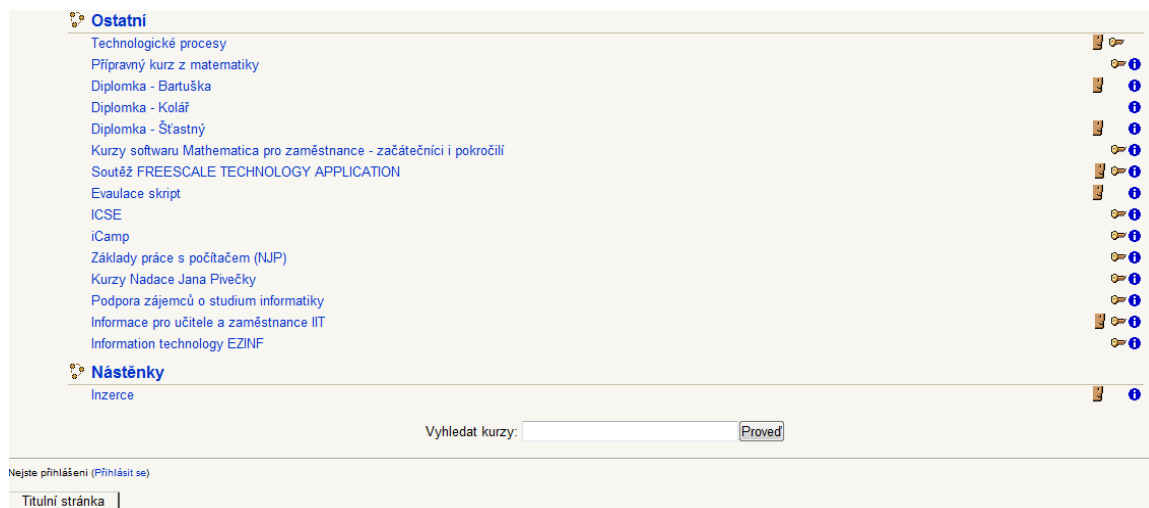 Ostatní
Technologické procesy
Přípravný kurz z matematiky
Diplomka - Bartuška
Diplomka - Kolář
Diplomka - Šťastný
Kurzy softwaru Mathematica pro zaměstnance - začátečníci i pokročilí
Soutěž FREESCALE TECHNOLOGY APPLICATION
Evaulace skript
ICSE
iCamp
Základy práce s počítačem (NJP)
Kurzy Nadace Jana Pivečky
Podpora zájemců o studium informatiky
Informace pro učitele a zaměstnance IIT
Information technology EZINF
Nástěnky
Inzerce
Vyhledat kurzy: Proveď
Nejste přihlášeni (Přihlásit se)
Titulní stránka